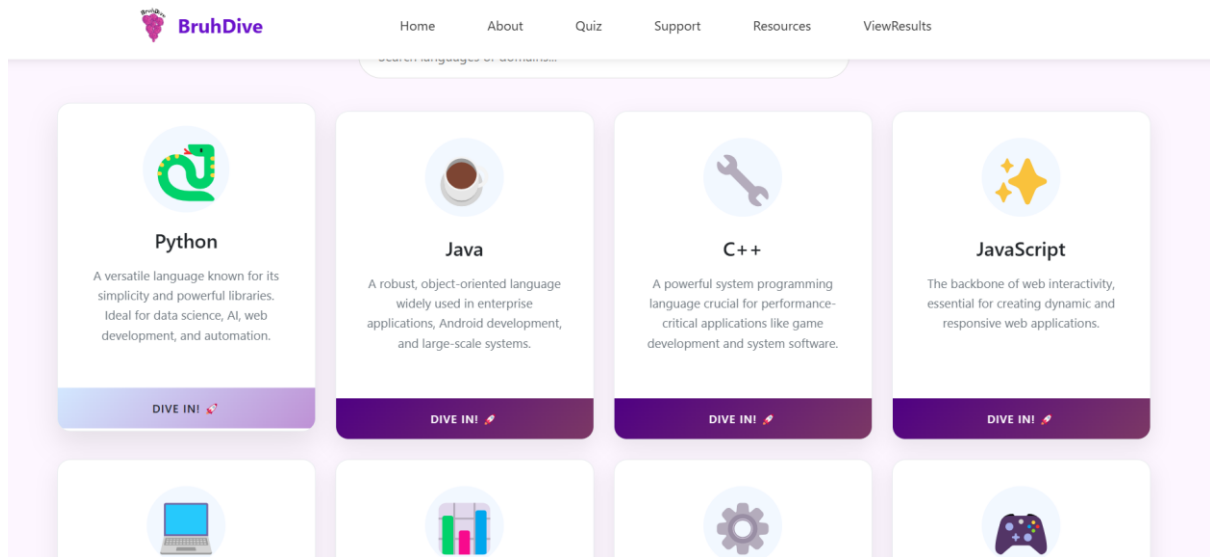 BruhDive
Home About Quiz Support Resources ViewResults
Search languages or domains...
Python
A versatile language known for its
simplicity and powerful libraries.
Ideal for data science, AI, web
development, and automation.
DIVE IN!
Java
A robust, object-oriented language
widely used in enterprise
applications, Android development,
and large-scale systems.
DIVE IN!
C++
A powerful system programming
language crucial for performance-
critical applications like game
development and system software.
DIVE IN!
JavaScript
The backbone of web interactivity,
essential for creating dynamic and
responsive web applications.
DIVE IN!